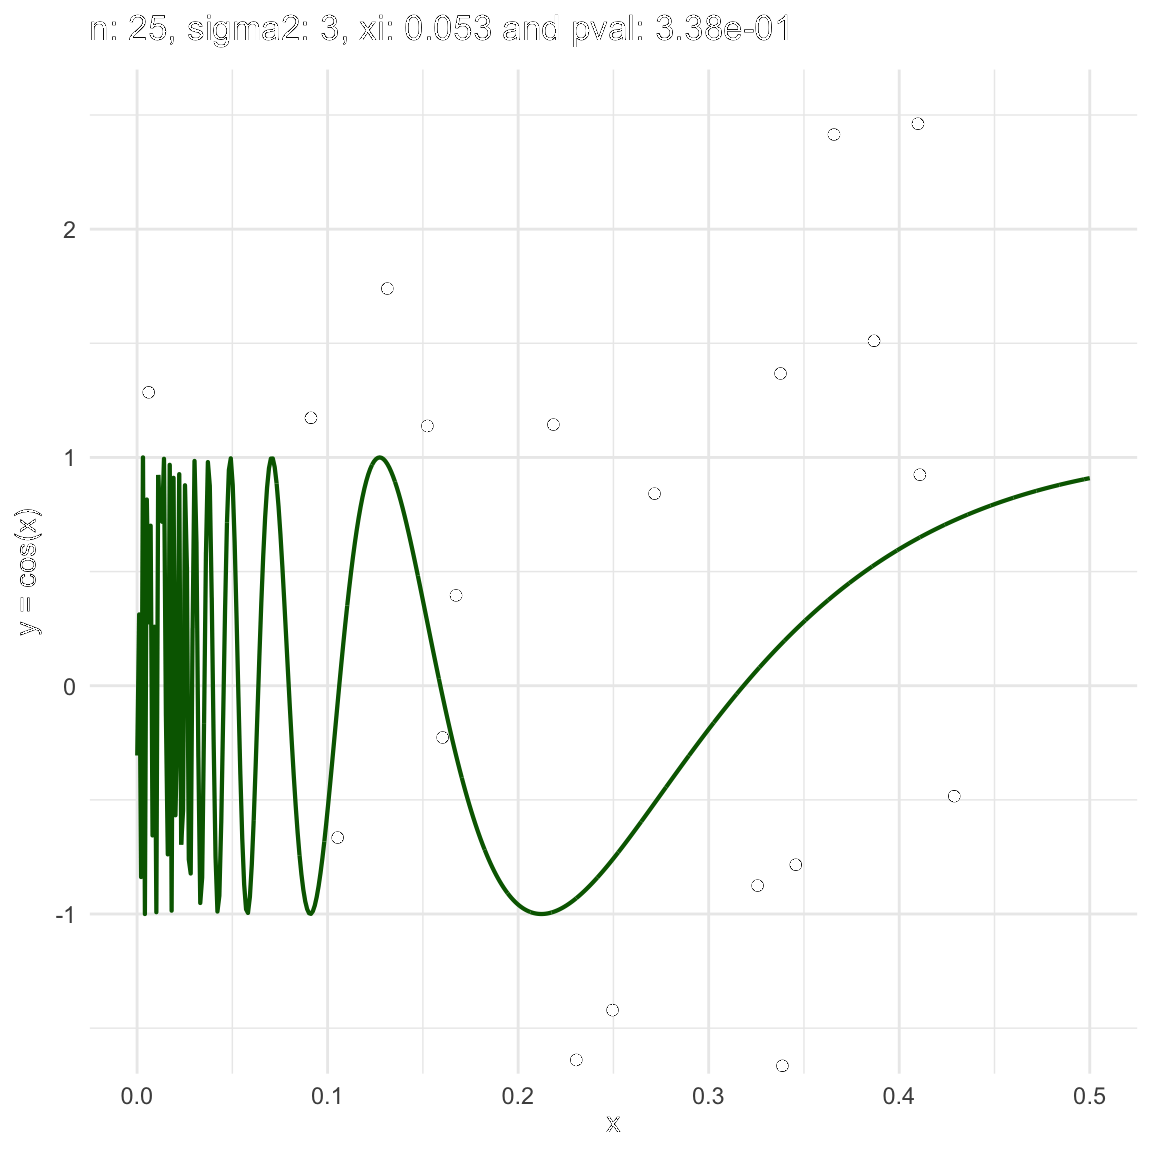 n: 25, sigma2: 3, xi: 0.053 and pval: 3.38e-01
y = cos(x)
2
1
0
-1
0.0 0.1 0.2 0.3 0.4 0.5
x